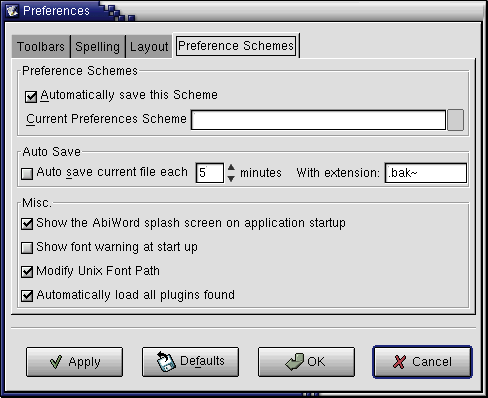 Preferences
Toolbars Spelling Layout Preference Schemes
Preference Schemes
Automatically save this Scheme
Current Preferences Scheme
Auto Save
Auto save current file each 5 minutes With extension: .bak~
Misc.
Show the AbiWord splash screen on application startup
Show font warning at start up
Modify Unix Font Path
Automatically load all plugins found
Apply Defaults OK Cancel